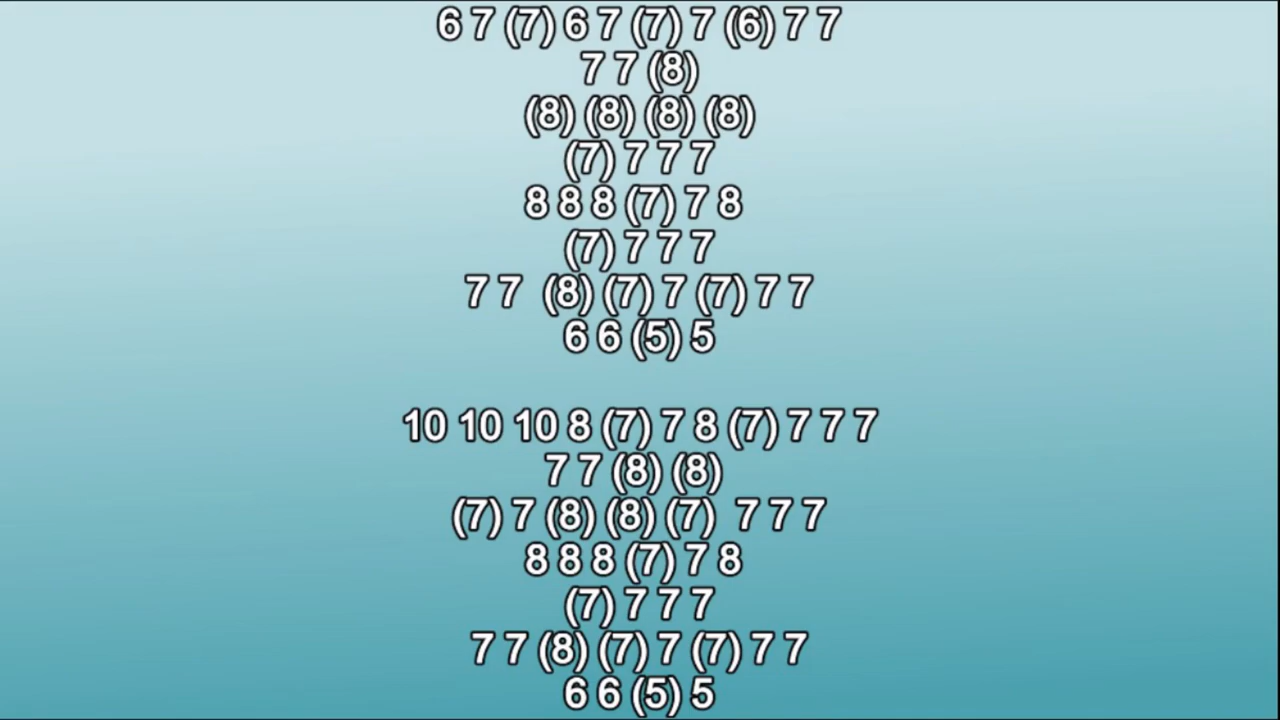 6 7 (7) 6 7 (7) 7 (6) 7 7
7 7 (8)
(8) (8) (8) (8)
(7) 7 7 7
8 8 8 (7) 7 8
(7) 7 7 7
7 7 (8) (7) 7 (7) 7 7
6 6 (5) 5
10 10 10 8 (7) 7 8 (7) 7 7 7
7 7 (8) (8)
(7) 7 (8) (8) (7) 7 7 7
8 8 8 (7) 7 8
(7) 7 7 7
7 7 (8) (7) 7 (7) 7 7
6 6 (5) 5